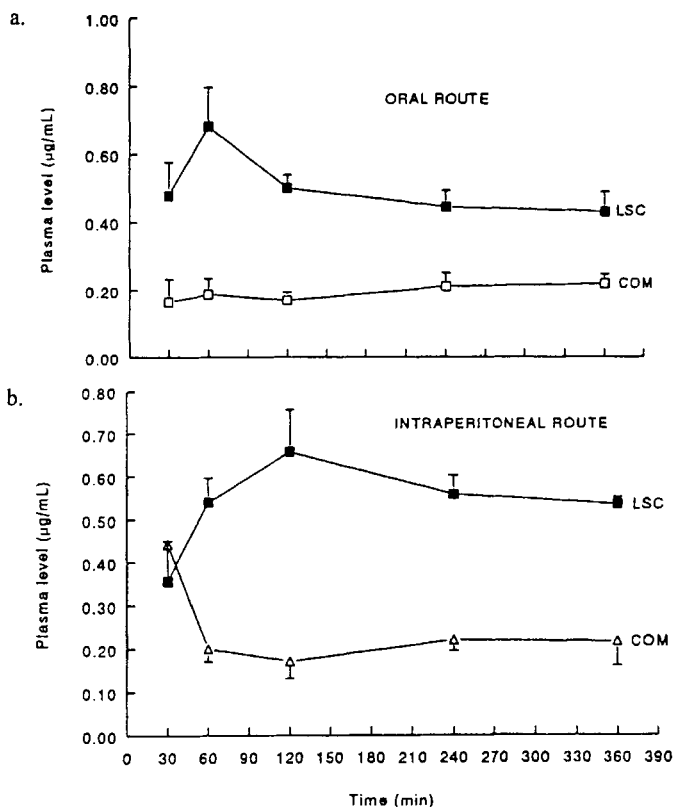 a.
1.00
0.80
0.60
0.40
0.20
0.00
Plasma level (µg/mL)
ORAL ROUTE
LSC
COM
b.
0.80
0.70
0.60
0.50
0.40
0.30
0.20
0.10
0.00
Plasma level (µg/mL)
INTRAPERITONEAL ROUTE
LSC
COM
0 30 60 90 120 150 180 210 240 270 300 330 360 390
Time (min)